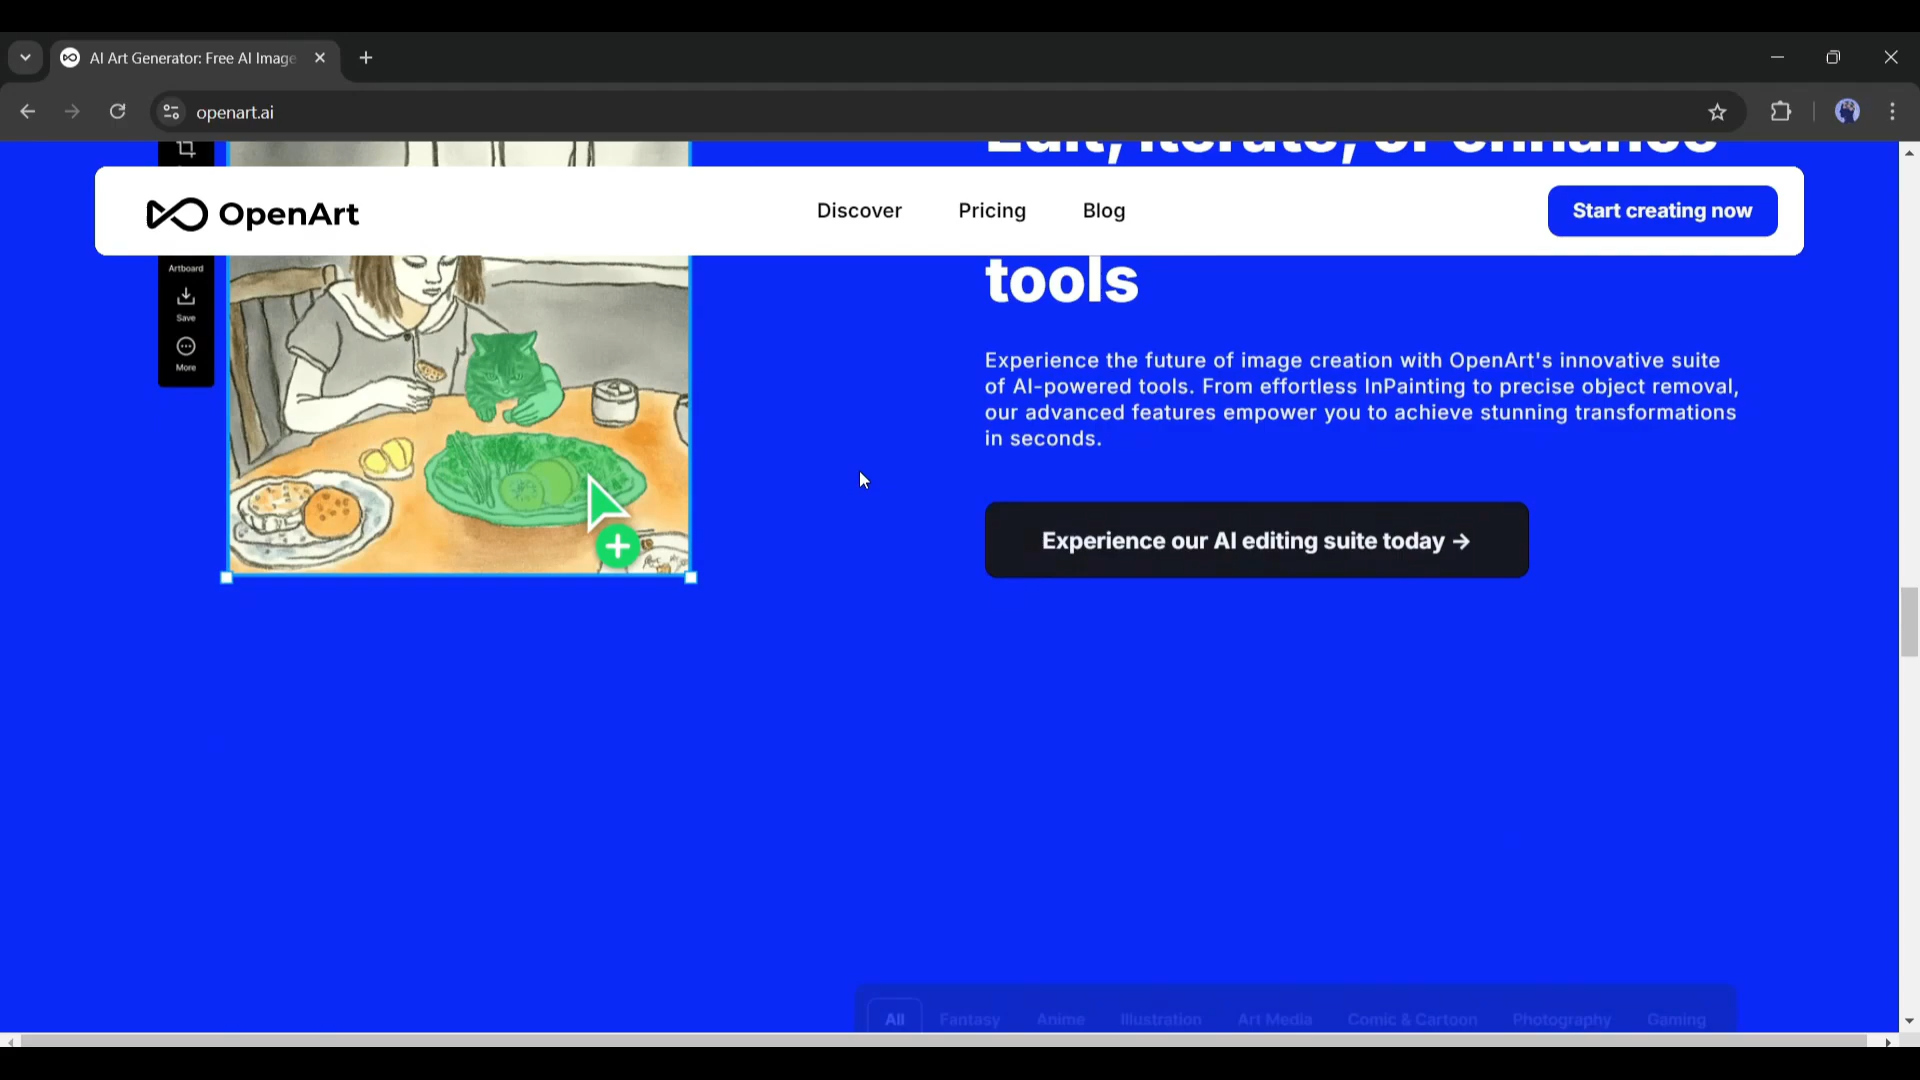 AI Art Generator: Free AI Image
openart.ai
Edit, iterate, or enhance
OpenArt
Discover
Pricing
Blog
Start creating now
tools
Artboard
Save
More
Experience the future of image creation with OpenArt's innovative suite
of AI-powered tools. From effortless InPainting to precise object removal,
our advanced features empower you to achieve stunning transformations
in seconds.
Experience our AI editing suite today →
All
Fantasy
Anime
Illustration
Art Media
Comic & Cartoon
Photography
Gaming